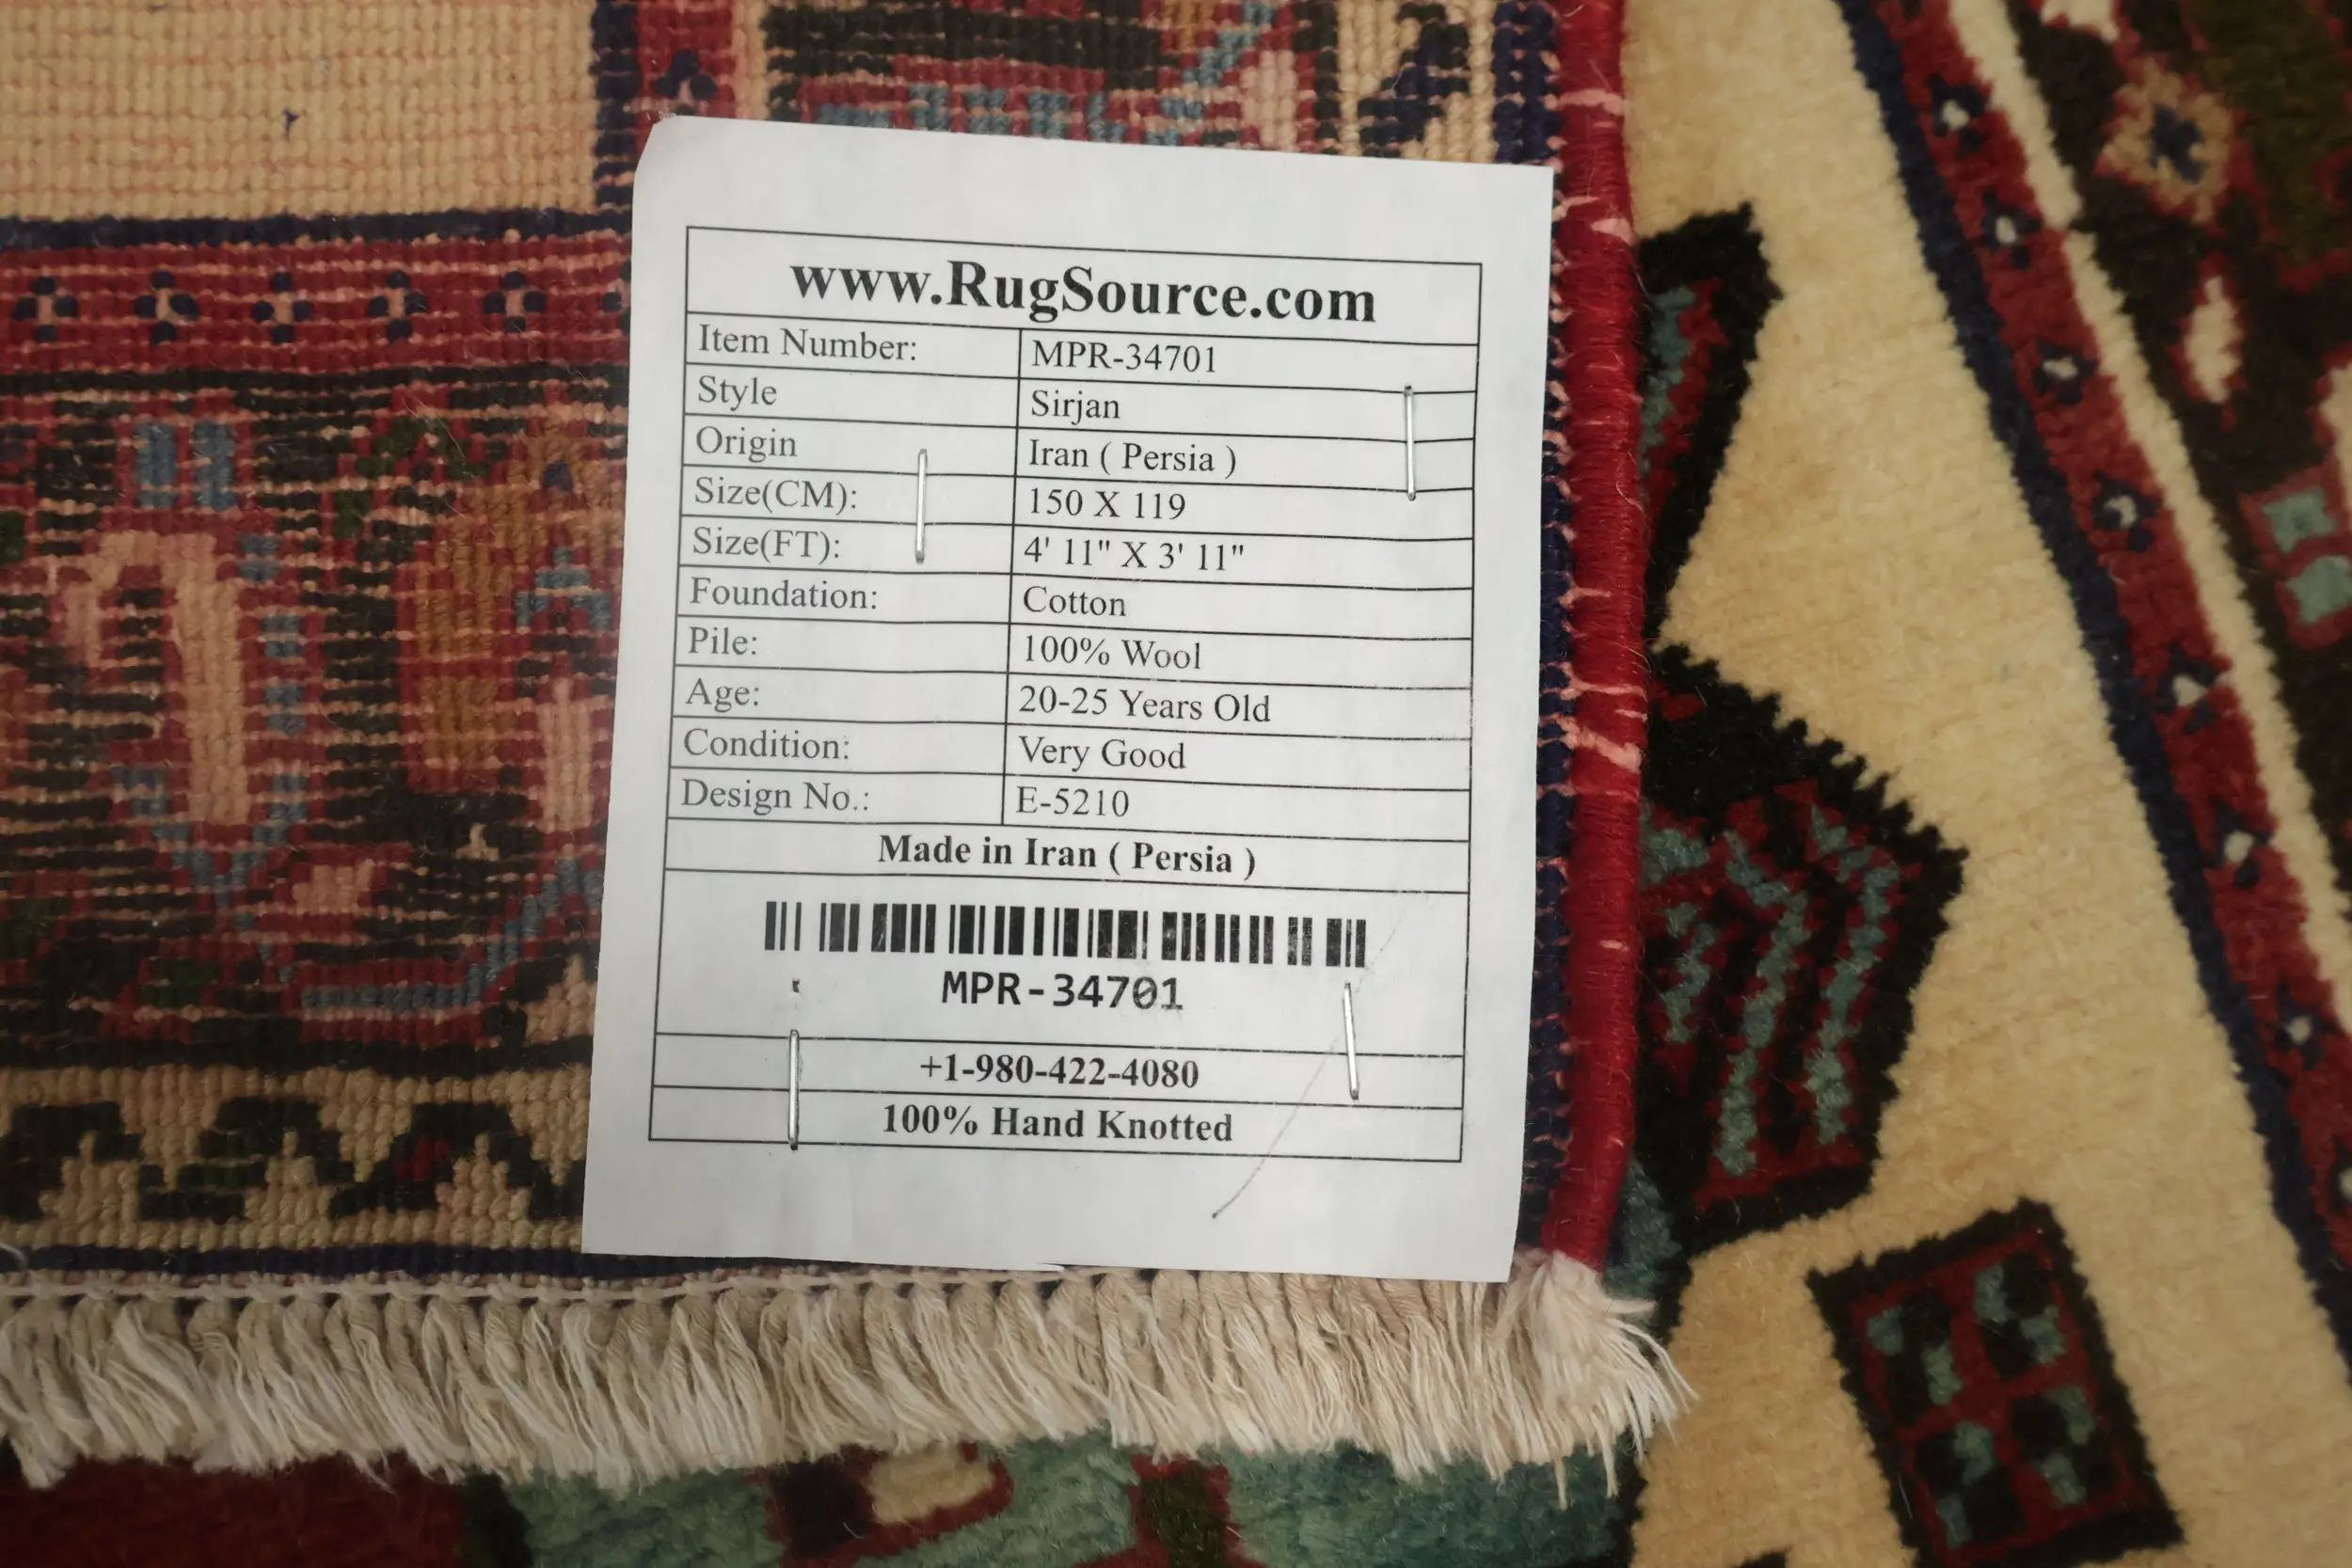 www.RugSource.com
Item Number: MPR-34701
Style Sirjan
Origin Iran ( Persia )
Size(CM): 150 X 119
Size(FT): 4' 11" X 3' 11"
Foundation: Cotton
Pile: 100% Wool
Age: 20-25 Years Old
Condition: Very Good
Design No.: E-5210
Made in Iran ( Persia )
MPR-34701
+1-980-422-4080
100% Hand Knotted